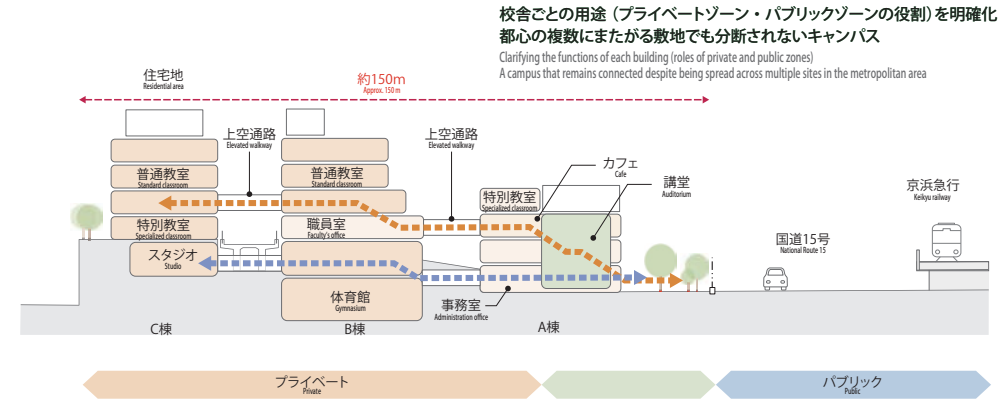 校舎ごとの用途（プライベートゾーン・パブリックゾーンの役割）を明確化
都心の複数にまたがる敷地でも分断されないキャンパス
Clarifying the functions of each building (roles of private and public zones)
A campus that remains connected despite being spread across multiple sites in the metropolitan area
住宅地
Residential area
約150m
Approx. 150 m
上空通路
Elevated walkway
上空通路
Elevated walkway
カフェ
Cafe
講堂
Auditorium
普通教室
Standard classroom
普通教室
Standard classroom
特別教室
Specialized classroom
京浜急行
Keikyu railway
特別教室
Specialized classroom
職員室
Faculty's office
国道15号
National Route 15
スタジオ
Studio
体育館
Gymnasium
事務室
Administration office
C棟
B棟
A棟
プライベート
Private
パブリック
Public